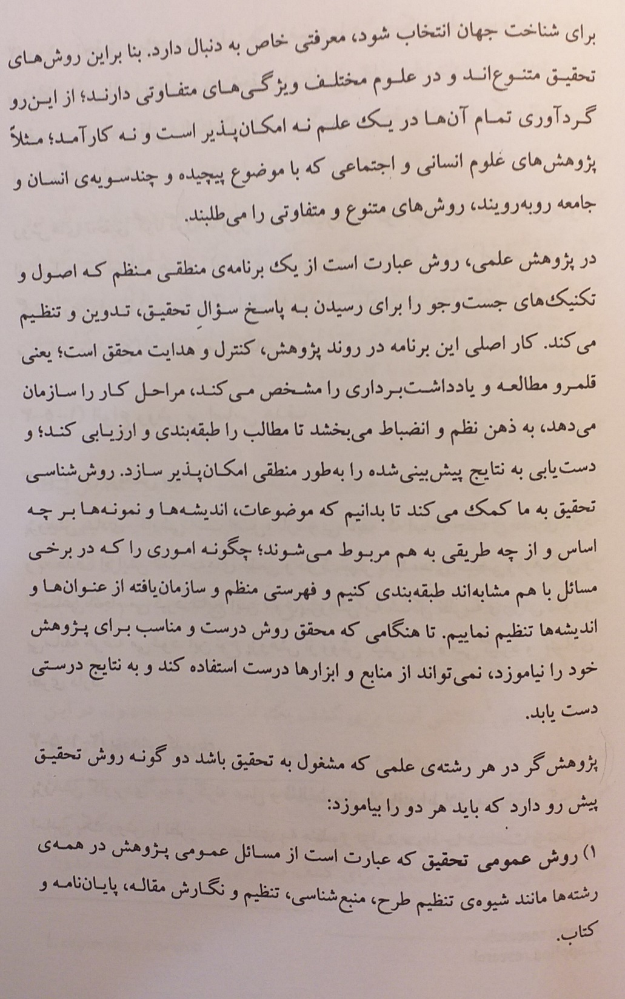 برای شناخت جهان انتخاب شود، معرفتی خاص به دنبال دارد. بنا براین روش‌های
تحقیق متنوع‌اند و در علوم مختلف ویژگی‌های متفاوتی دارند؛ از این‌رو
گردآوری تمام آن‌ها در یک علم نه امکان‌پذیر است و نه کارآمد؛ مثلاً
پژوهش‌های علوم انسانی و اجتماعی که با موضوع پیچیده و چندسویه‌ی انسان و
جامعه روبه‌رویند، روش‌های متنوع و متفاوتی را می‌طلبند.
در پژوهش علمی، روش عبارت است از یک برنامه‌ی منطقی منظم که اصول و
تکنیک‌های جست‌وجو را برای رسیدن به پاسخ سؤالِ تحقیق، تدوین و تنظیم
می‌کند. کار اصلی این برنامه در روند پژوهش، کنترل و هدایت محقق است؛ یعنی
قلمرو مطالعه و یادداشت‌برداری را مشخص می‌کند، مراحل کار را سازمان
می‌دهد، به ذهن نظم و انضباط می‌بخشد تا مطالب را طبقه‌بندی و ارزیابی کند؛ و
دست‌یابی به نتایج پیش‌بینی‌شده را به‌طور منطقی امکان‌پذیر سازد. روش‌شناسی
تحقیق به ما کمک می‌کند تا بدانیم که موضوعات، اندیشه‌ها و نمونه‌ها بر چه
اساس و از چه طریقی به هم مربوط می‌شوند؛ چگونه اموری را که در برخی
مسائل با هم مشابه‌اند طبقه‌بندی کنیم و فهرستی منظم و سازمان‌یافته از عنوان‌ها و
اندیشه‌ها تنظیم نماییم. تا هنگامی که محقق روش درست و مناسب برای پژوهش
خود را نیاموزد، نمی‌تواند از منابع و ابزارها درست استفاده کند و به نتایج درستی
دست یابد.
پژوهش‌گر در هر رشته‌ی علمی که مشغول به تحقیق باشد دو گونه روش تحقیق
پیش رو دارد که باید هر دو را بیاموزد:
۱) روش عمومی تحقیق که عبارت است از مسائل عمومی پژوهش در همه‌ی
رشته‌ها مانند شیوه‌ی تنظیم طرح، منبع‌شناسی، تنظیم و نگارش مقاله، پایان‌نامه و
کتاب.